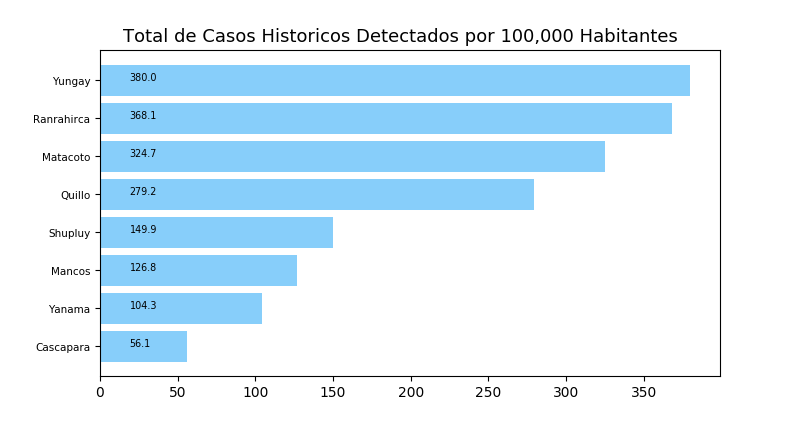 Total de Casos Historicos Detectados por 100,000 Habitantes
Yungay 380.0
Ranrahirca 368.1
Matacoto 324.7
Quillo 279.2
Shupluy 149.9
Mancos 126.8
Yanama 104.3
Cascapara 56.1
0 50 100 150 200 250 300 350